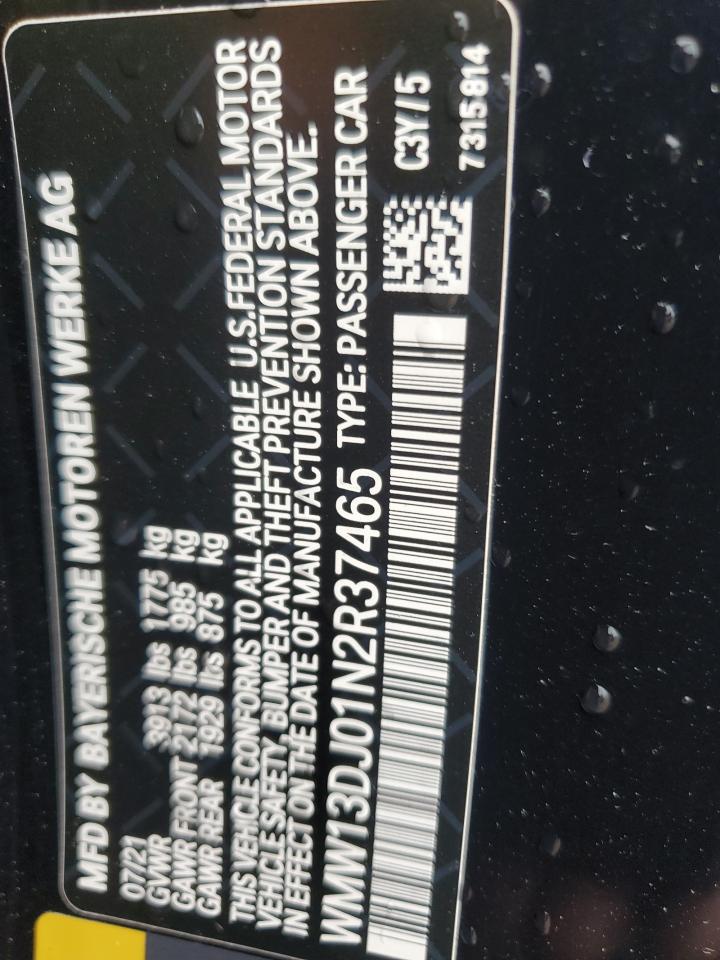 MFD BY BAYERISCHE MOTOREN WERKE AG
07/21
GVWR 3913 lbs 1775 kg
GAWR FRONT 2172 lbs 985 kg
GAWR REAR 1929 lbs 875 kg
THIS VEHICLE CONFORMS TO ALL APPLICABLE U.S.FEDERAL MOTOR
VEHICLE SAFETY, BUMPER AND THEFT PREVENTION STANDARDS
IN EFFECT ON THE DATE OF MANUFACTURE SHOWN ABOVE.
WMW13DJ01N2R37465 TYPE: PASSENGER CAR
C3Y/5
7315814